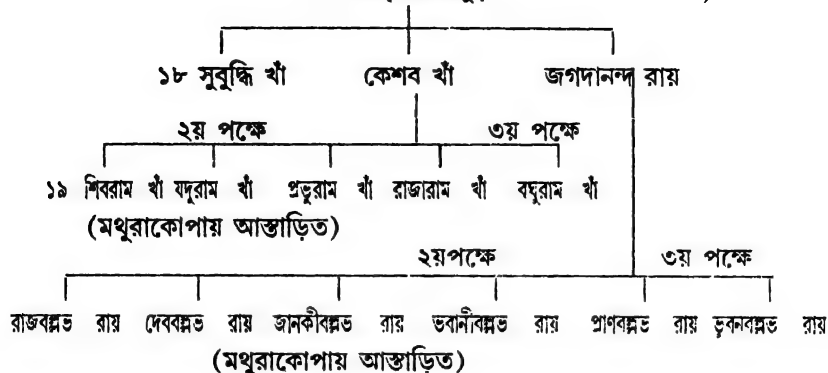 ১৮ সুবুদ্ধি খাঁ কেশব খাঁ জগদানন্দ রায়
২য় পক্ষে ৩য় পক্ষে
১৯ শিবরাম খাঁ যদুরাম খাঁ প্রভুরাম খাঁ রাজারাম খাঁ বঘুরাম খাঁ
(মথুরাকোপায় আস্তাড়িত)
২য়পক্ষে ৩য় পক্ষে
রাজবল্লভ রায় দেববল্লভ রায় জানকীবল্লভ রায় ভবানীবল্লভ রায় প্রাণবল্লভ রায় ভুবনবল্লভ রায়
(মথুরাকোপায় আস্তাড়িত)